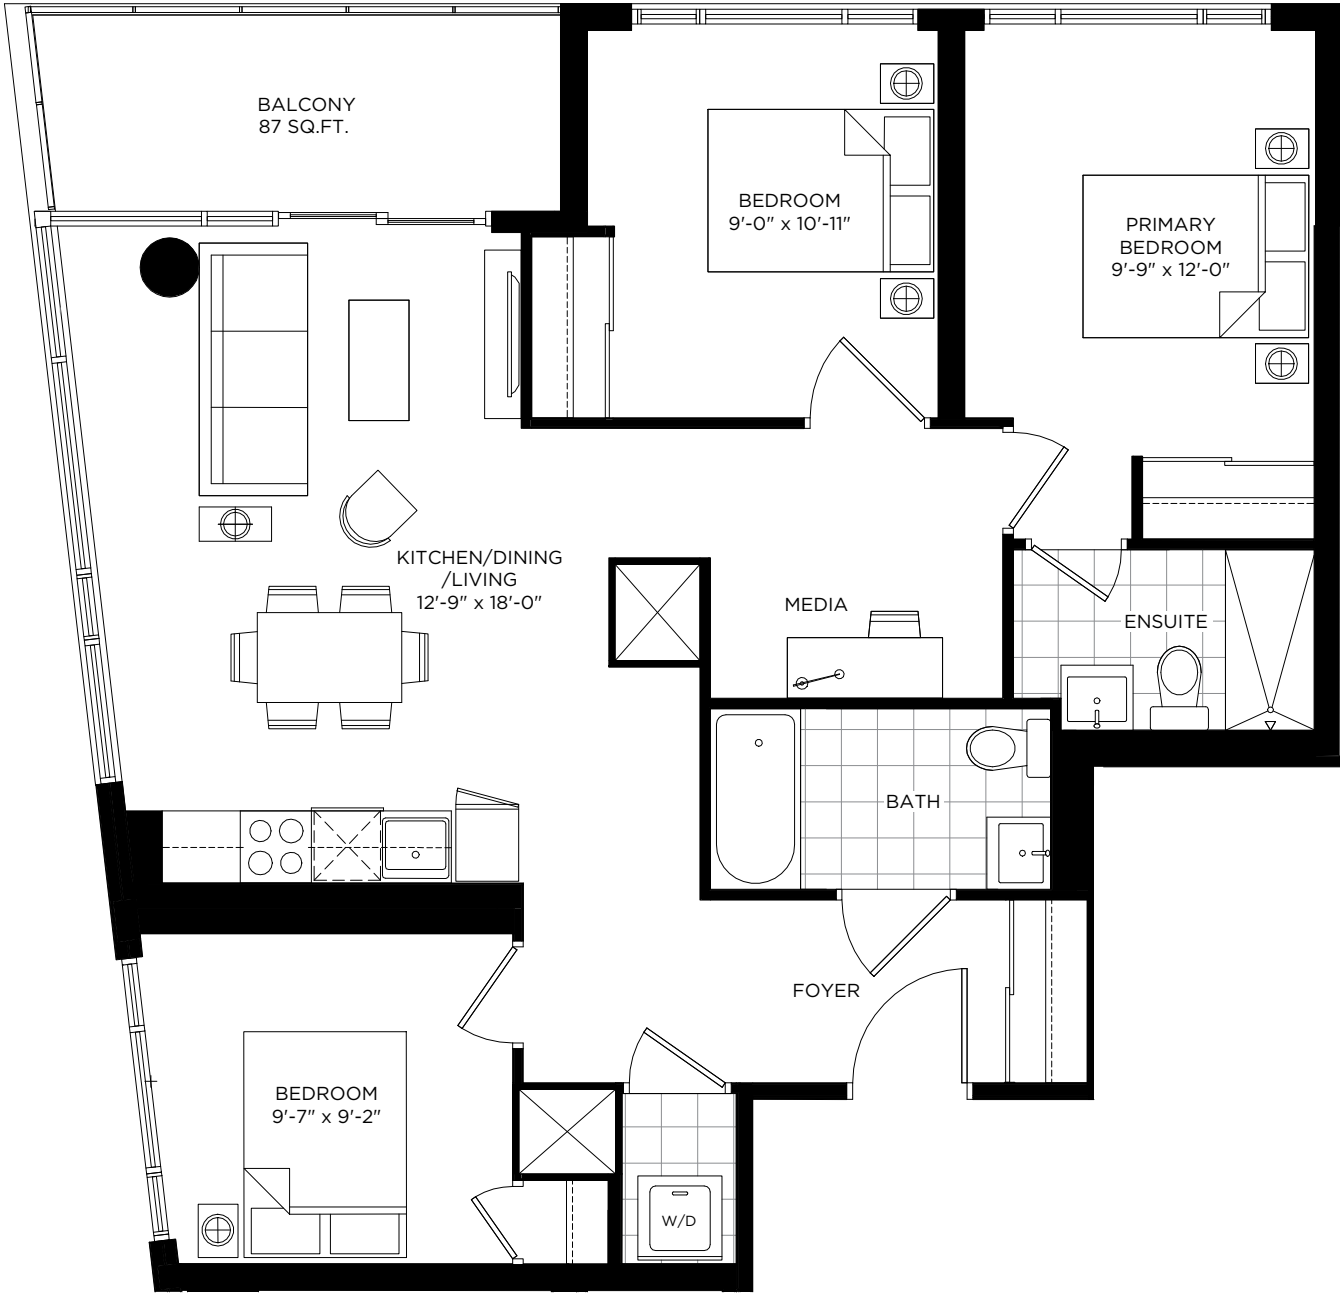 BALCONY
87 SQ.FT.
BEDROOM
9'-0" x 10'-11"
PRIMARY
BEDROOM
9'-9" x 12'-0"
KITCHEN/DINING
/LIVING
12'-9" x 18'-0"
MEDIA
ENSUITE
BATH
FOYER
BEDROOM
9'-7" x 9'-2"
W/D